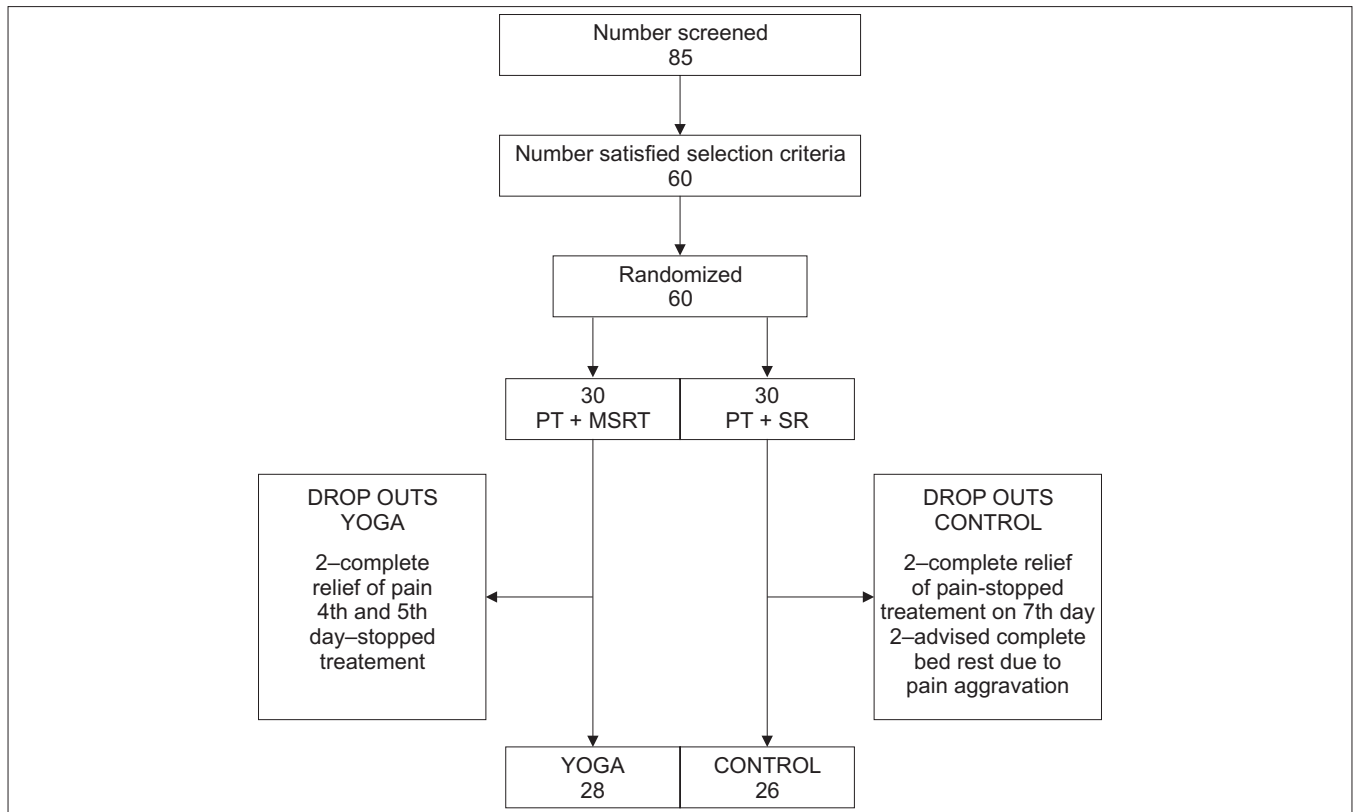 Number screened
85
Number satisfied selection criteria
60
Randomized
60
30
PT + MSRT
30
PT + SR
DROP OUTS
YOGA
2–complete
relief of pain
4th and 5th
day–stopped
treatement
DROP OUTS
CONTROL
2–complete relief
of pain-stopped
treatement on 7th day
2–advised complete
bed rest due to
pain aggravation
YOGA
28
CONTROL
26